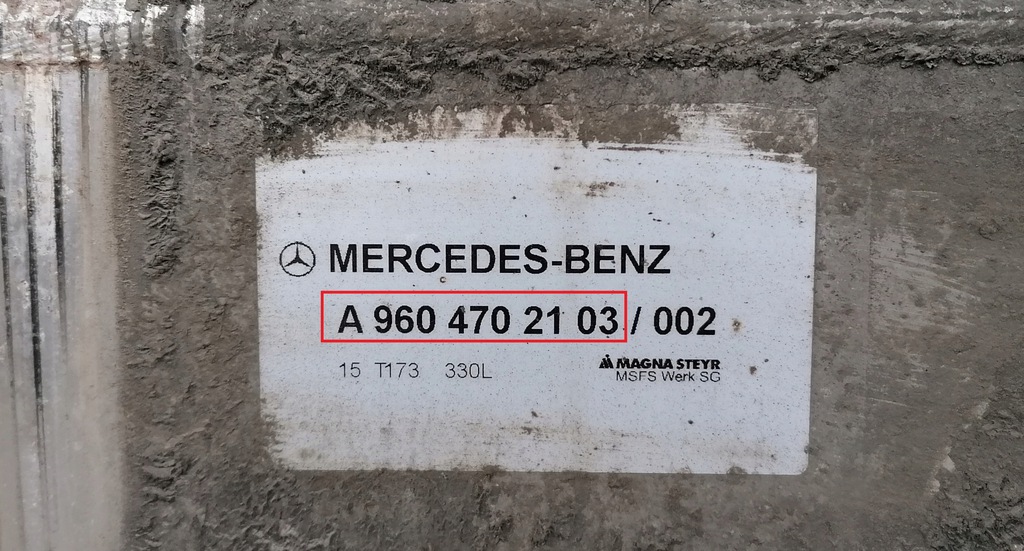 MERCEDES-BENZ
A 960 470 21 03 / 002
15 T173 330L
MAGNA STEYR
MSFS Werk SG